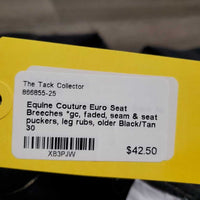 The Tack Collector
866855-25
Equine Couture Euro Seat
Breeches *gc, faded, seam & seat
puckers, leg rubs, older Black/Tan
30
X83PJW
$42.50